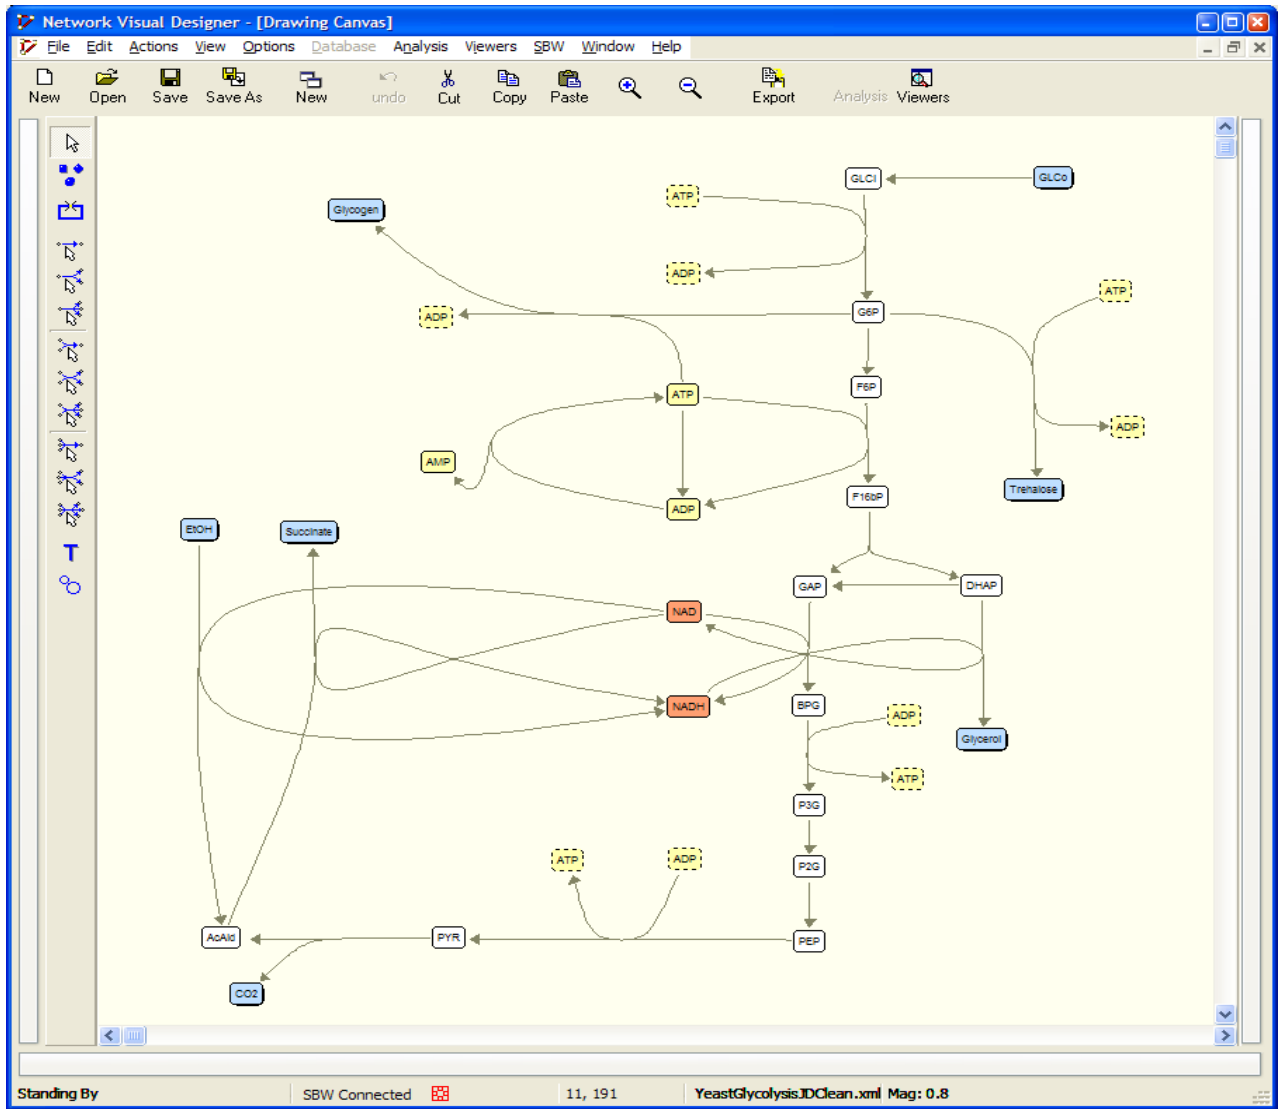 Network Visual Designer - [Drawing Canvas]
File Edit Actions View Options Database Analysis Viewers SBW Window Help
New Open Save Save As New undo Cut Copy Paste Export Analysis Viewers
GLCi GLCo
ATP
Glycogen
ADP
ATP
G6P
ADP
F6P
ATP
ADP
AMP
Trehalose
F16bP
ADP
EtOH Succinate
GAP DHAP
NAD
NADH BPG
ADP
Glycerol
ATP
P3G
ATP ADP
P2G
AcAld PYR PEP
CO2
T
Standing By SBW Connected 11, 191 YeastGlycolysisJDClean.xml Mag: 0.8